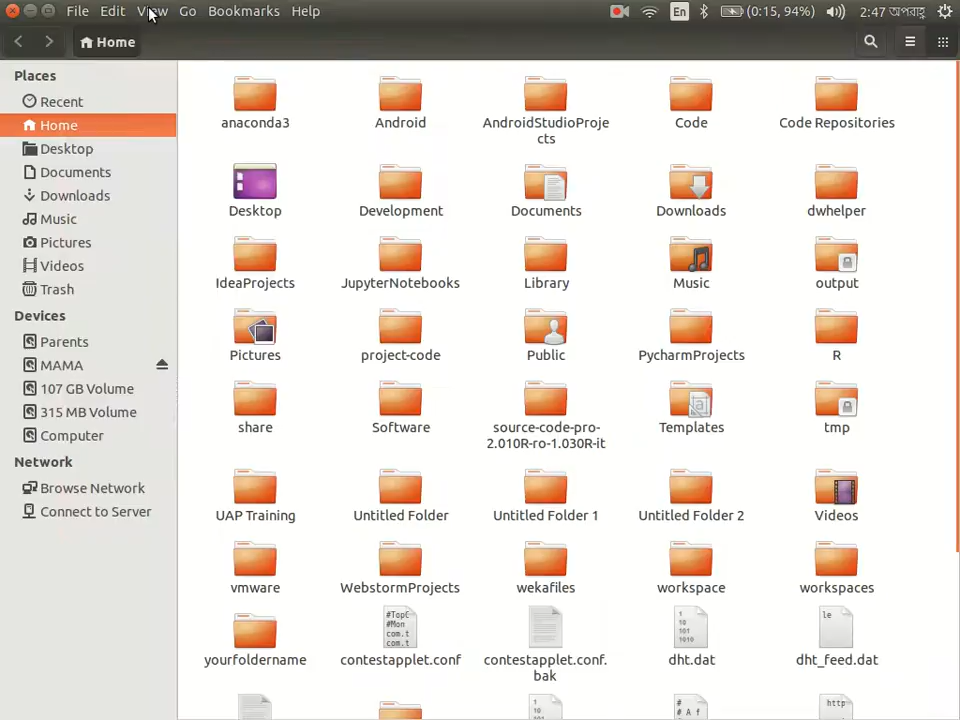 File Edit View Go Bookmarks Help En (0:15, 94%) 2:47 অপরাহ্ণ
Home
Places
Recent
Home
Desktop
Documents
Downloads
Music
Pictures
Videos
Trash
Devices
Parents
MAMA
107 GB Volume
315 MB Volume
Computer
Network
Browse Network
Connect to Server
anaconda3 Android AndroidStudioProje Code Code Repositories
cts
Desktop Development Documents Downloads dwhelper
IdeaProjects JupyterNotebooks Library Music output
Pictures project-code Public PycharmProjects R
share Software source-code-pro- Templates tmp
2.010R-ro-1.030R-it
UAP Training Untitled Folder Untitled Folder 1 Untitled Folder 2 Videos
vmware WebstormProjects wekafiles workspace workspaces
yourfoldername contestapplet.conf contestapplet.conf. dht.dat dht_feed.dat
bak